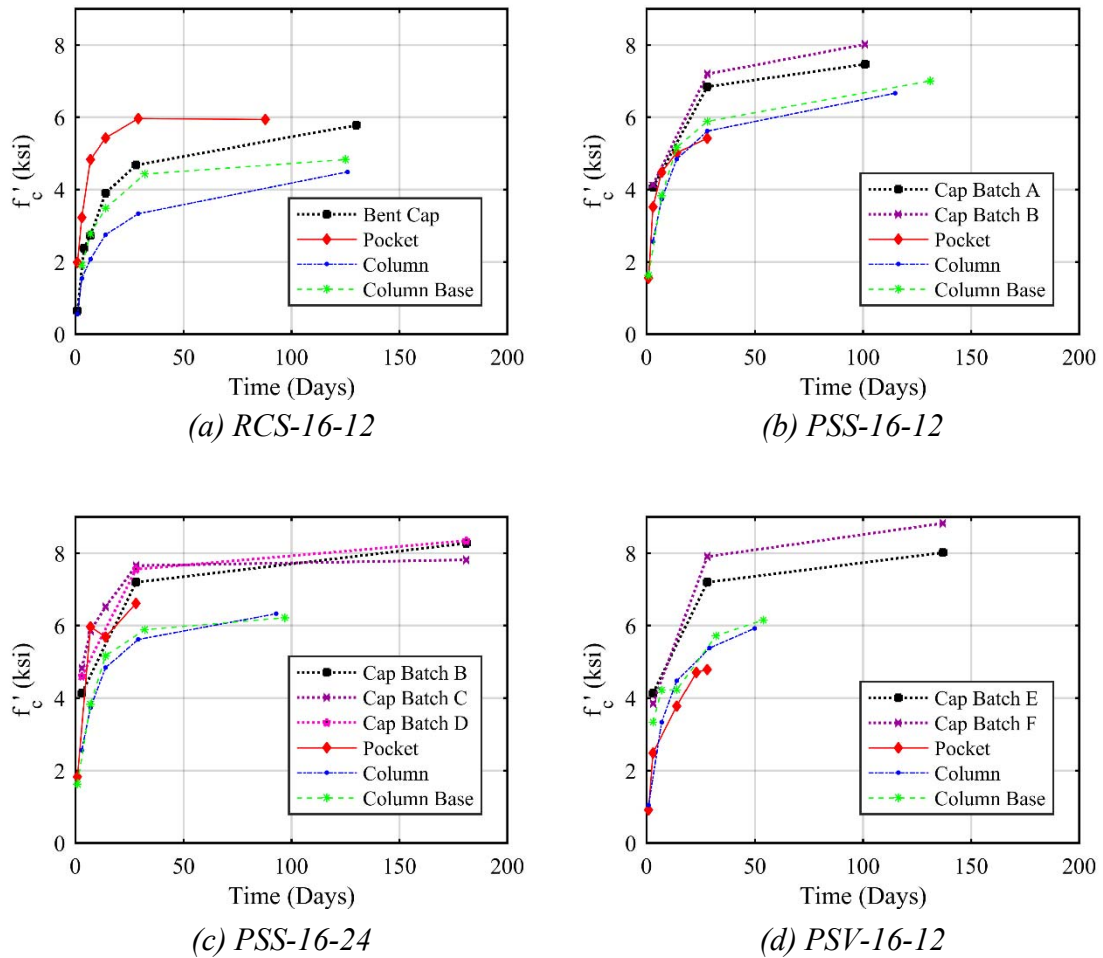 8
6
4
2
0
f_c' (ksi)
Bent Cap
Pocket
Column
Column Base
0 50 100 150 200
Time (Days)
(a) RCS-16-12
8
6
4
2
0
f_c' (ksi)
Cap Batch A
Cap Batch B
Pocket
Column
Column Base
0 50 100 150 200
Time (Days)
(b) PSS-16-12
8
6
4
2
0
f_c' (ksi)
Cap Batch B
Cap Batch C
Cap Batch D
Pocket
Column
Column Base
0 50 100 150 200
Time (Days)
(c) PSS-16-24
8
6
4
2
0
f_c' (ksi)
Cap Batch E
Cap Batch F
Pocket
Column
Column Base
0 50 100 150 200
Time (Days)
(d) PSV-16-12